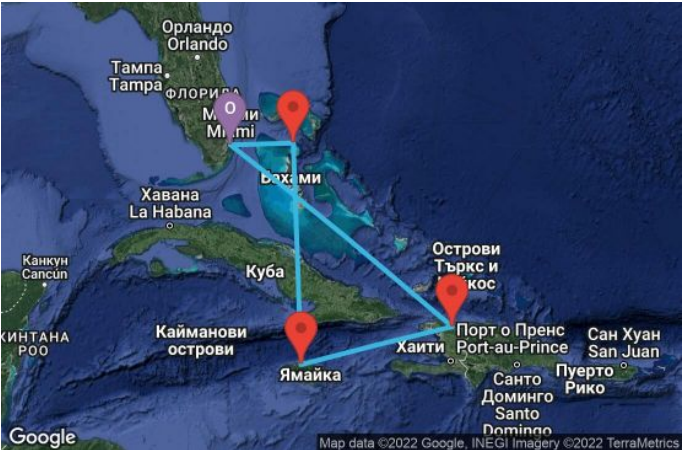 Орландо
Orlando
Тампа
Tampa
ФЛОРИДА
O
Miami
Бахами
Хавана
La Habana
Канкун
Cancún
Куба
Острови
Търкс и
КИНТАНА
РОО
Кайманови
острови
Порт о Пренс
Хаити
Port-au-Prince
Сан Хуан
San Juan
Ямайка
Санто
Доминго
Santo
Domingo
Пуерто
Рико
Google
Map data ©2022 Google, INEGI Imagery ©2022 TerraMetrics